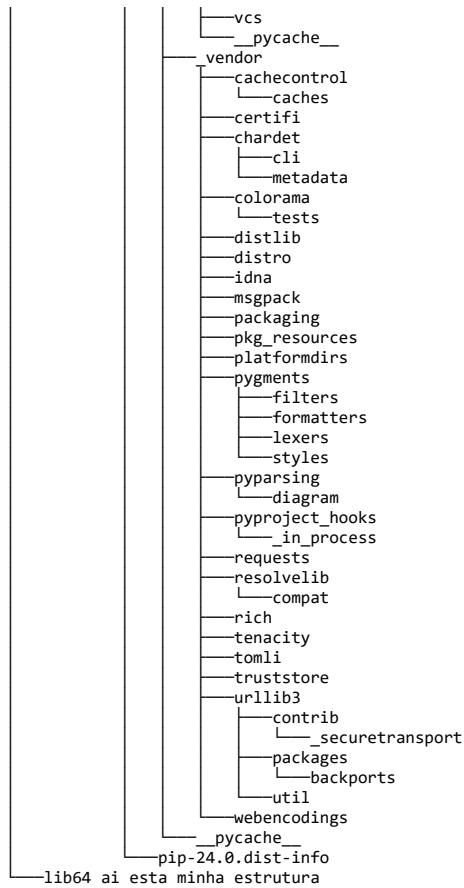 vcs
__pycache__
_vendor
cachecontrol
caches
certifi
chardet
cli
metadata
colorama
tests
distlib
distro
idna
msgpack
packaging
pkg_resources
platformdirs
pygments
filters
formatters
lexers
styles
pyparsing
diagram
pyproject_hooks
_in_process
requests
resolvelib
compat
rich
tenacity
tomli
truststore
urllib3
contrib
_securetransport
packages
backports
util
webencodings
__pycache__
pip-24.0.dist-info
lib64 ai esta minha estrutura